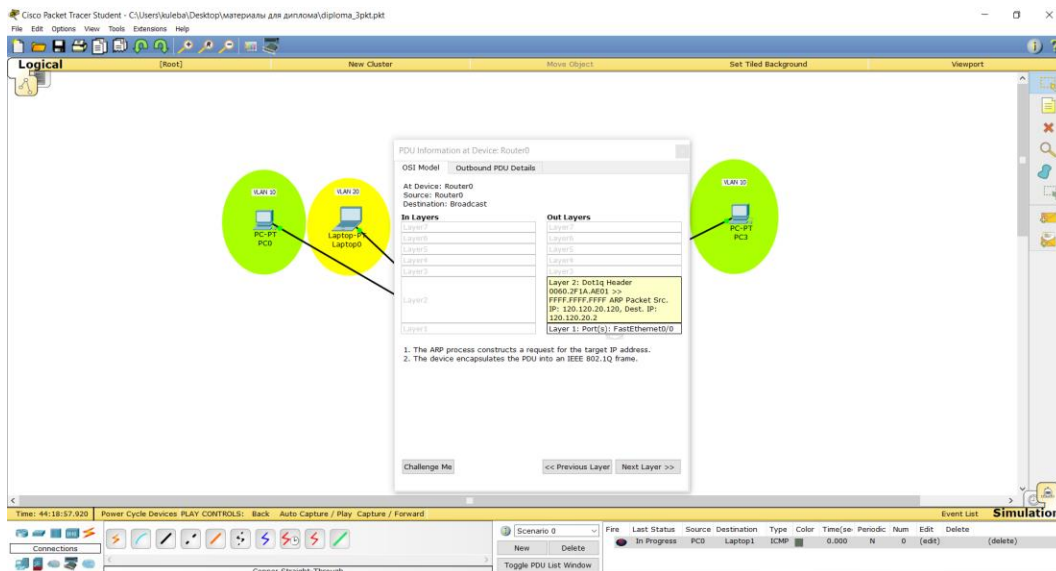 Cisco Packet Tracer Student - C:\Users\kuleba\Desktop\материалы для диплома\diploma_3pkt.pkt
File Edit Options View Tools Extensions Help
Logical [Root] New Cluster Move Object Set Tiled Background Viewport
PDU Information at Device: Router0
OSI Model Outbound PDU Details
At Device: Router0
Source: Router0
Destination: Broadcast
In Layers Out Layers
Layer7 Layer7
Layer6 Layer6
Layer5 Layer5
Layer4 Layer4
Layer3 Layer3
Layer2
Layer 2: Dot1q Header
0060.2F1A.AE01 >>
FFFF.FFFF.FFFF ARP Packet Src.
IP: 120.120.20.120, Dest. IP:
120.120.20.2
Layer1 Layer 1: Port(s): FastEthernet0/0
1. The ARP process constructs a request for the target IP address.
2. The device encapsulates the PDU into an IEEE 802.1Q frame.
Challenge Me << Previous Layer Next Layer >>
VLAN 10
PC-PT
PC0
VLAN 20
Laptop-PT
Laptop0
VLAN 10
PC-PT
PC3
Time: 44:18:57.920 Power Cycle Devices PLAY CONTROLS: Back Auto Capture / Play Capture / Forward Event List Simulation
Connections
Copper Straight-Through
Scenario 0
New Delete
Toggle PDU List Window
Fire Last Status Source Destination Type Color Time(sec Periodic Num Edit Delete
In Progress PC0 Laptop1 ICMP 0.000 N 0 (edit) (delete)